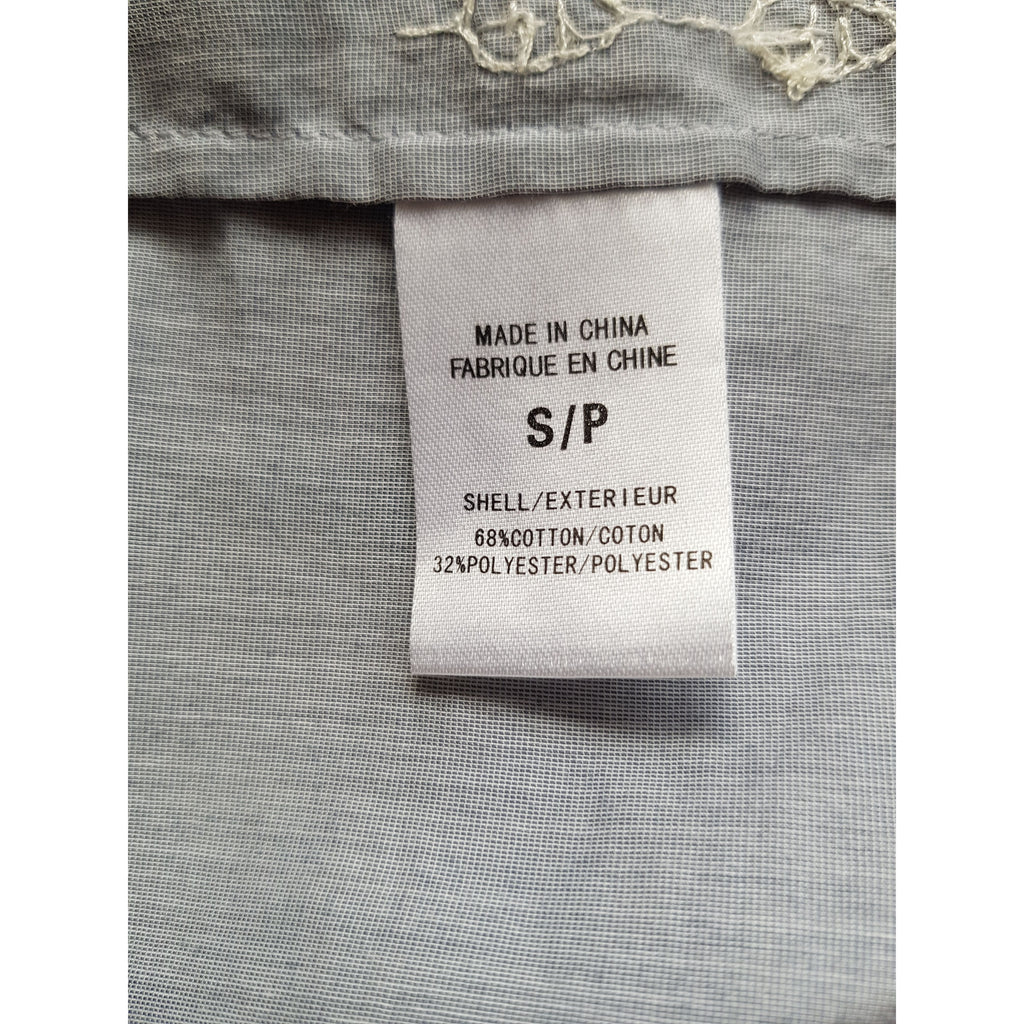 MADE IN CHINA
FABRIQUE EN CHINE
S/P
SHELL/EXTERIEUR
68%COTTON/COTON
32%POLYESTER/POLYESTER